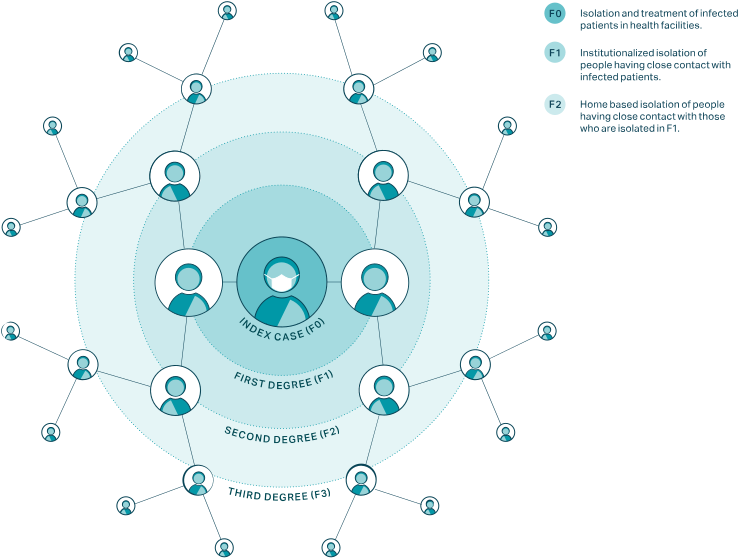 F0
Isolation and treatment of infected
patients in health facilities.
F1
Institutionalized isolation of
people having close contact with
infected patients.
F2
Home based isolation of people
having close contact with those
who are isolated in F1.
INDEX CASE (F0)
FIRST DEGREE (F1)
SECOND DEGREE (F2)
THIRD DEGREE (F3)